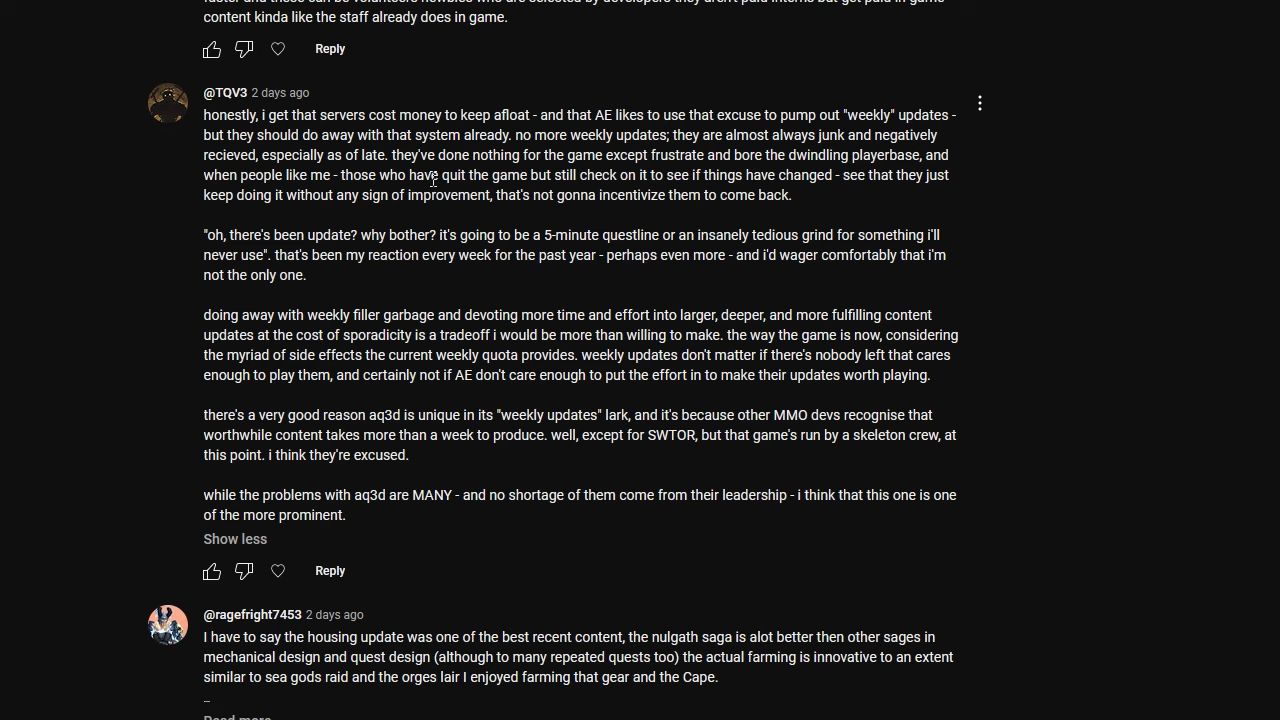 content kinda like the staff already does in game.
Reply
@TQV3 2 days ago
honestly, i get that servers cost money to keep afloat - and that AE likes to use that excuse to pump out "weekly" updates -
but they should do away with that system already. no more weekly updates; they are almost always junk and negatively
recieved, especially as of late. they've done nothing for the game except frustrate and bore the dwindling playerbase, and
when people like me - those who have quit the game but still check on it to see if things have changed - see that they just
keep doing it without any sign of improvement, that's not gonna incentivize them to come back.
"oh, there's been update? why bother? it's going to be a 5-minute questline or an insanely tedious grind for something i'll
never use". that's been my reaction every week for the past year - perhaps even more - and i'd wager comfortably that i'm
not the only one.
doing away with weekly filler garbage and devoting more time and effort into larger, deeper, and more fulfilling content
updates at the cost of sporadicity is a tradeoff i would be more than willing to make. the way the game is now, considering
the myriad of side effects the current weekly quota provides. weekly updates don't matter if there's nobody left that cares
enough to play them, and certainly not if AE don't care enough to put the effort in to make their updates worth playing.
there's a very good reason aq3d is unique in its "weekly updates" lark, and it's because other MMO devs recognise that
worthwhile content takes more than a week to produce. well, except for SWTOR, but that game's run by a skeleton crew, at
this point. i think they're excused.
while the problems with aq3d are MANY - and no shortage of them come from their leadership - i think that this one is one
of the more prominent.
Show less
Reply
@ragefright7453 2 days ago
I have to say the housing update was one of the best recent content, the nulgath saga is alot better then other sages in
mechanical design and quest design (although to many repeated quests too) the actual farming is innovative to an extent
similar to sea gods raid and the orges lair I enjoyed farming that gear and the Cape.
Read more